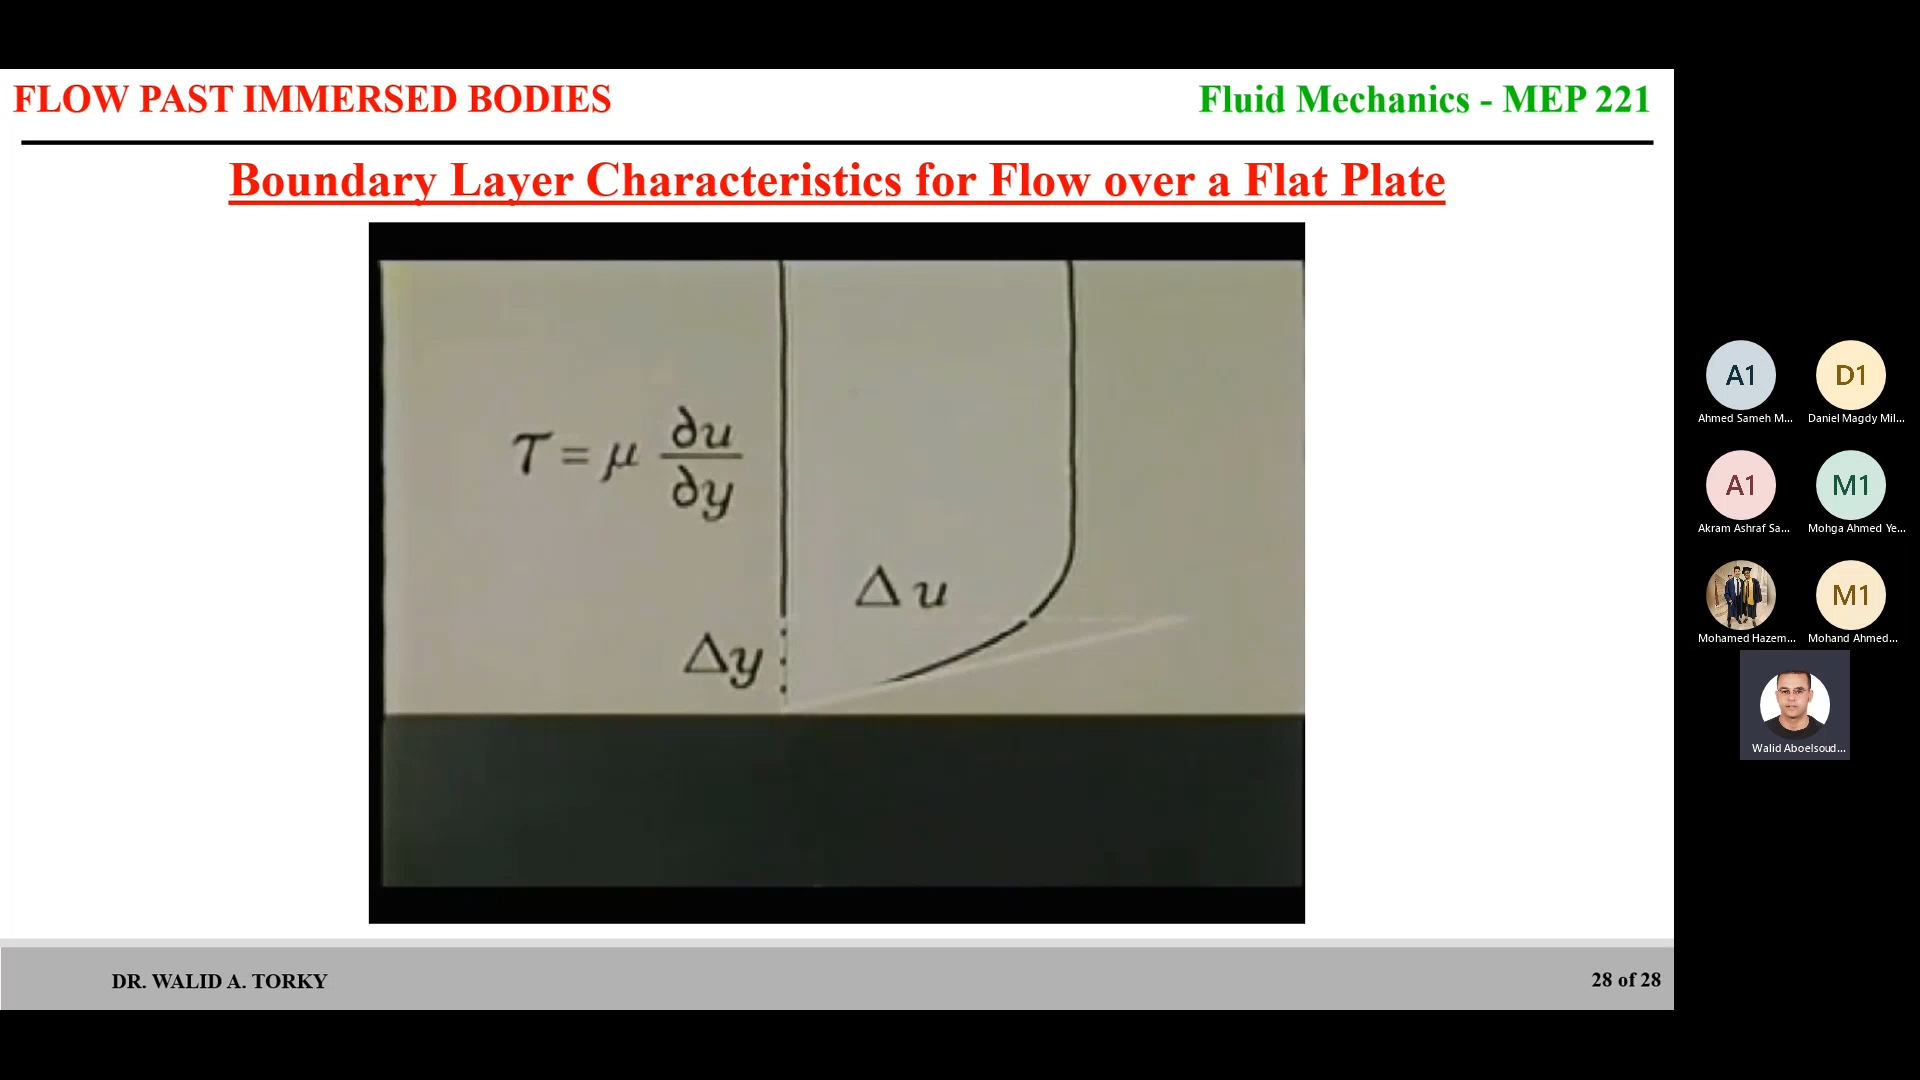 FLOW PAST IMMERSED BODIES
Fluid Mechanics - MEP 221
Boundary Layer Characteristics for Flow over a Flat Plate
τ = μ ∂u/∂y
Δu
Δy
DR. WALID A. TORKY
28 of 28
A1
D1
Ahmed Sameh M...
Daniel Magdy Mil...
A1
M1
Akram Ashraf Sa...
Mohga Ahmed Ye...
M1
Mohamed Hazem...
Mohand Ahmed...
Walid Aboelsoud...